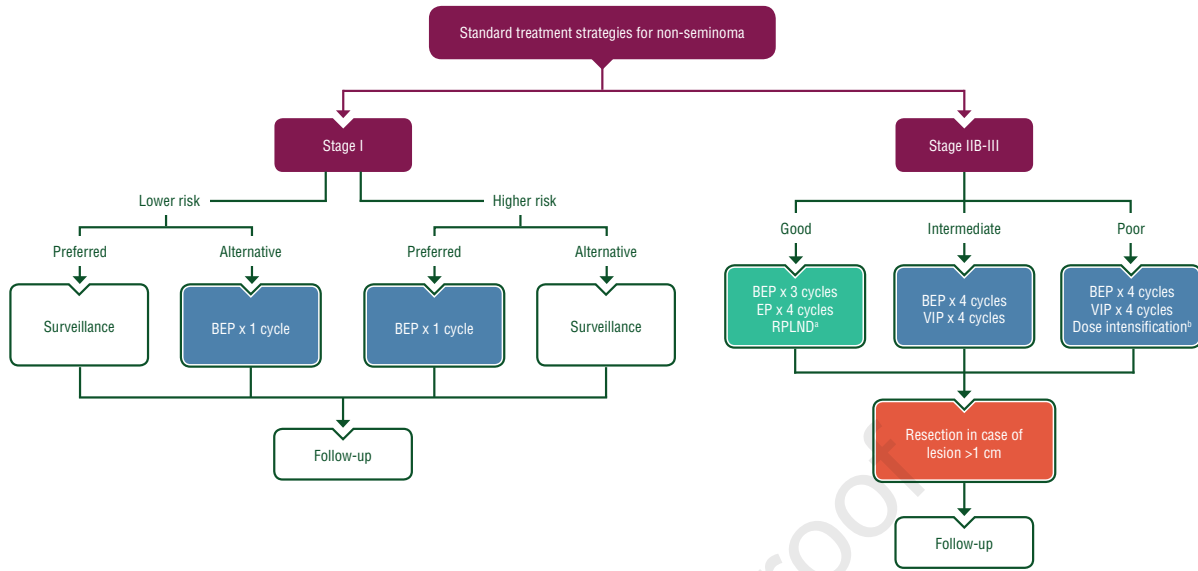 Standard treatment strategies for non-seminoma
Stage I
Stage IIB-III
Lower risk
Higher risk
Good
Intermediate
Poor
Preferred
Alternative
Preferred
Alternative
Surveillance
BEP x 1 cycle
BEP x 1 cycle
Surveillance
BEP x 3 cycles
EP x 4 cycles
RPLNDᵃ
BEP x 4 cycles
VIP x 4 cycles
BEP x 4 cycles
VIP x 4 cycles
Dose intensificationᵇ
Follow-up
Resection in case of
lesion >1 cm
Follow-up
roof